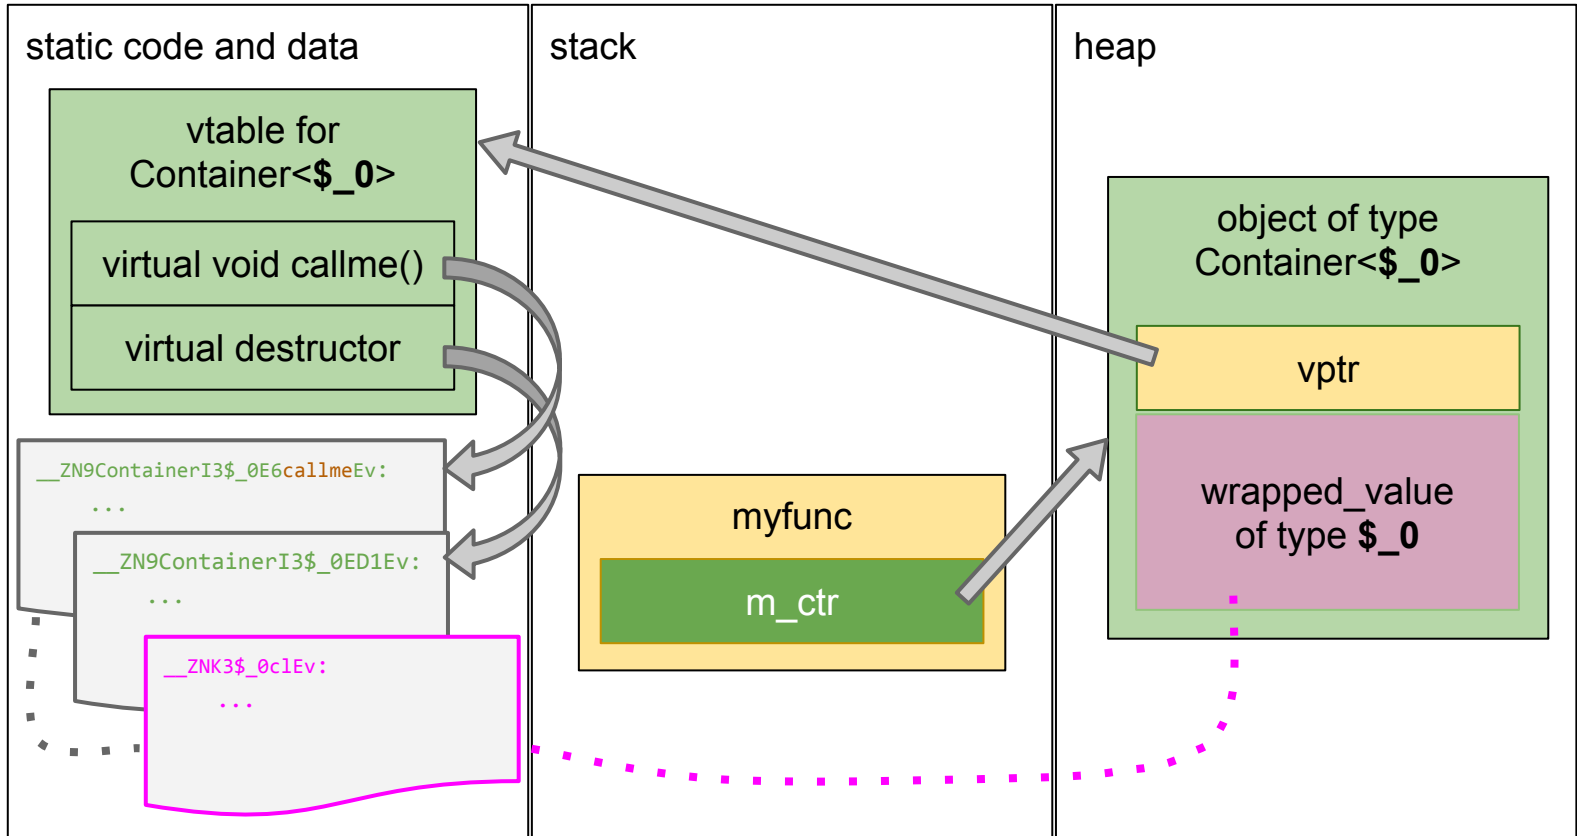 static code and data
vtable for
Container<$_0>
virtual void callme()
virtual destructor
__ZN9ContainerI3$_0E6callmeEv:
...
__ZN9ContainerI3$_0ED1Ev:
...
__ZNK3$_0clEv:
...
stack
myfunc
m_ctr
heap
object of type
Container<$_0>
vptr
wrapped_value
of type $_0